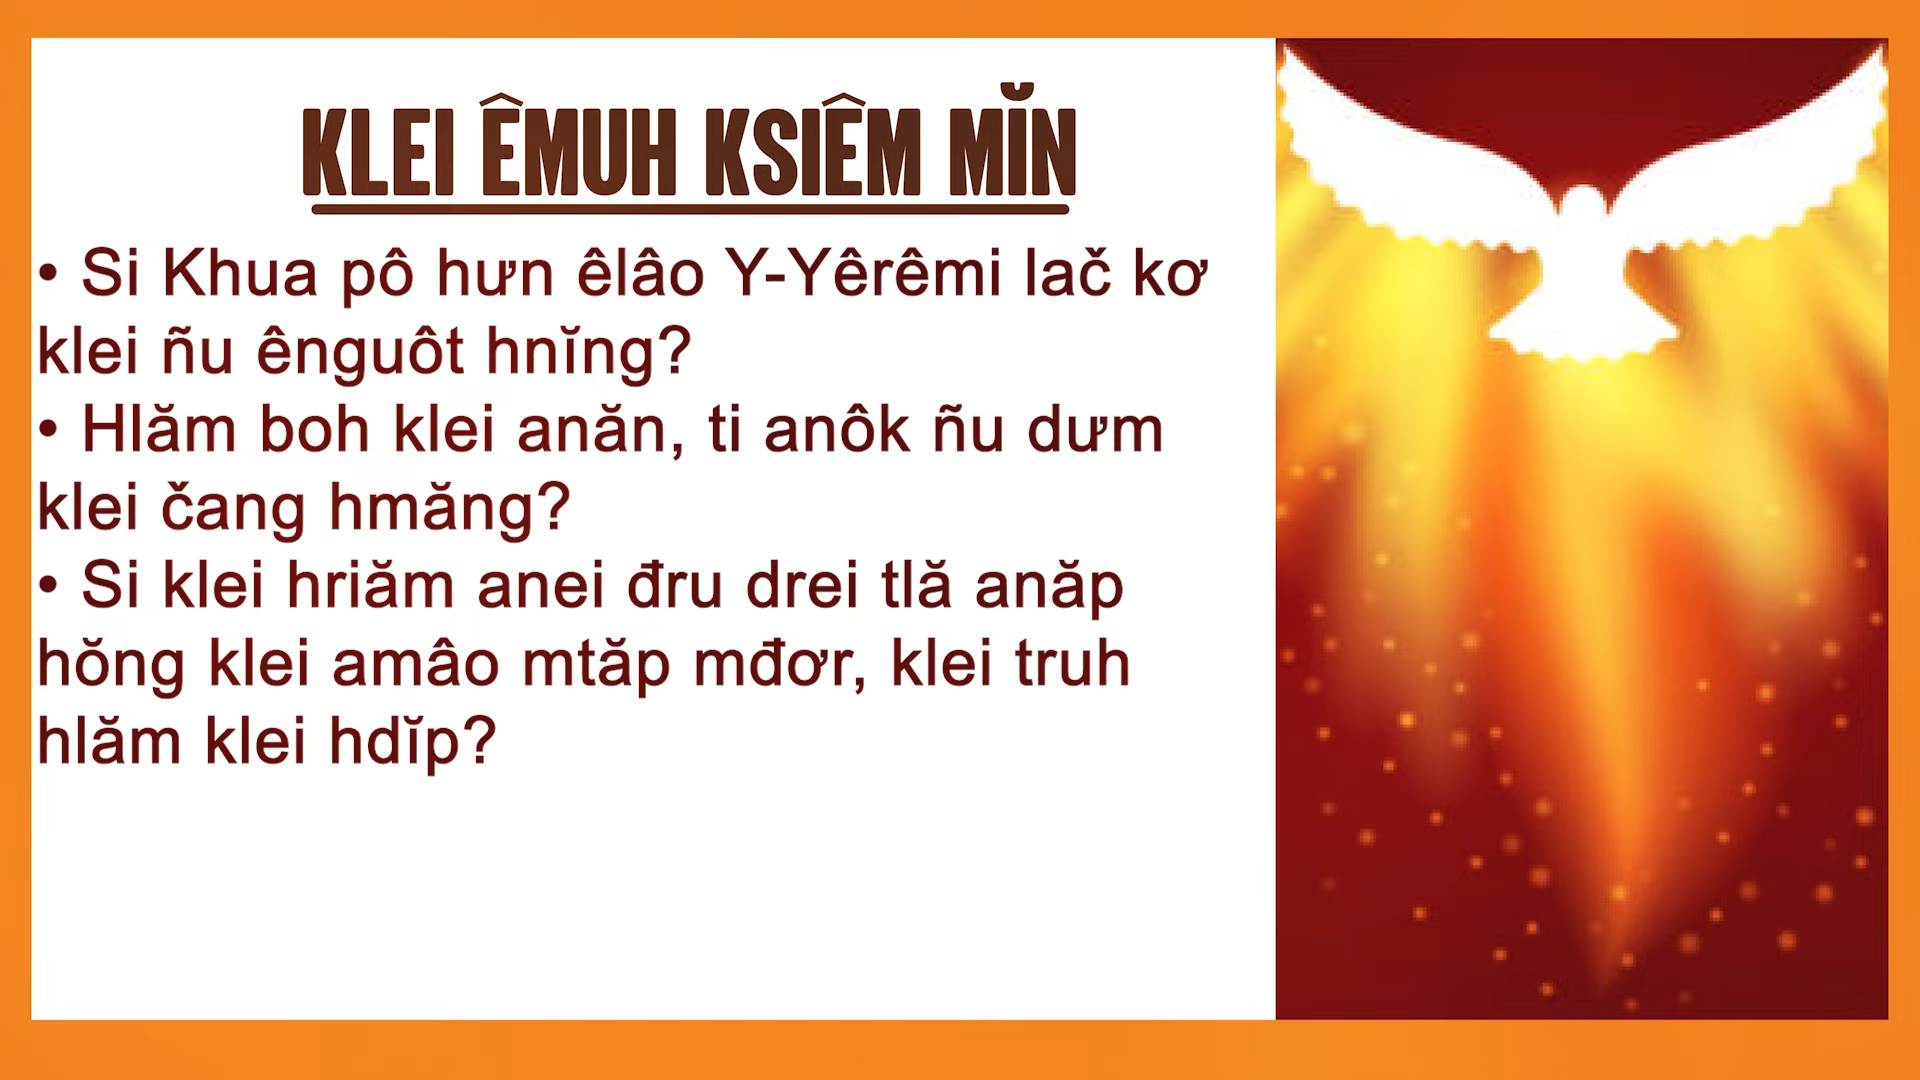 KLEI ÊMUH KSIÊM MĬN
• Si Khua pô hưn êlâo Y-Yêrêmi lač kơ
klei ñu ênguôt hnĭng?
• Hlăm boh klei anăn, ti anôk ñu dưm
klei čang hmăng?
• Si klei hriăm anei đru drei tlă anăp
hŏng klei amâo mtăp mđơr, klei truh
hlăm klei hdĭp?